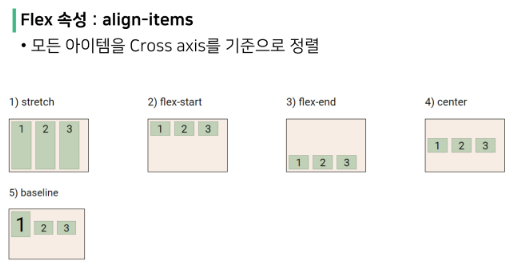 Flex 속성 : align-items
• 모든 아이템을 Cross axis를 기준으로 정렬
1) stretch 2) flex-start 3) flex-end 4) center
1 2 3 1 2 3 1 2 3 1 2 3
5) baseline
1 2 3